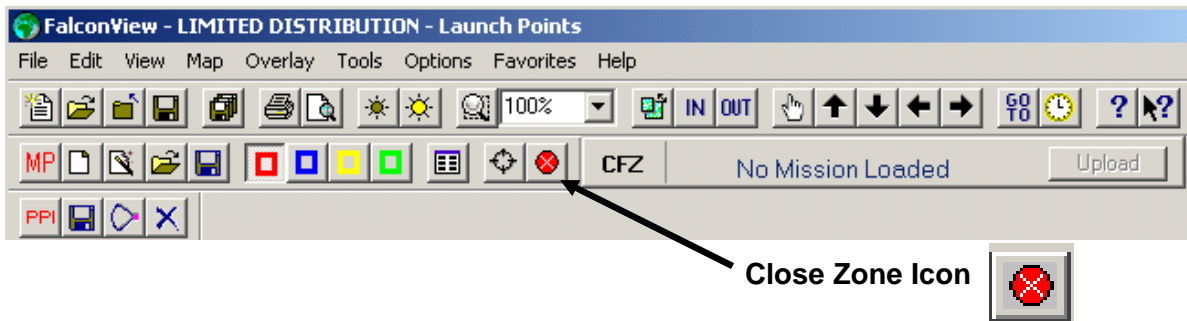 FalconView - LIMITED DISTRIBUTION - Launch Points
File Edit View Map Overlay Tools Options Favorites Help
100% IN OUT GO TO ? ?
MP CFZ No Mission Loaded Upload
PPI
Close Zone Icon